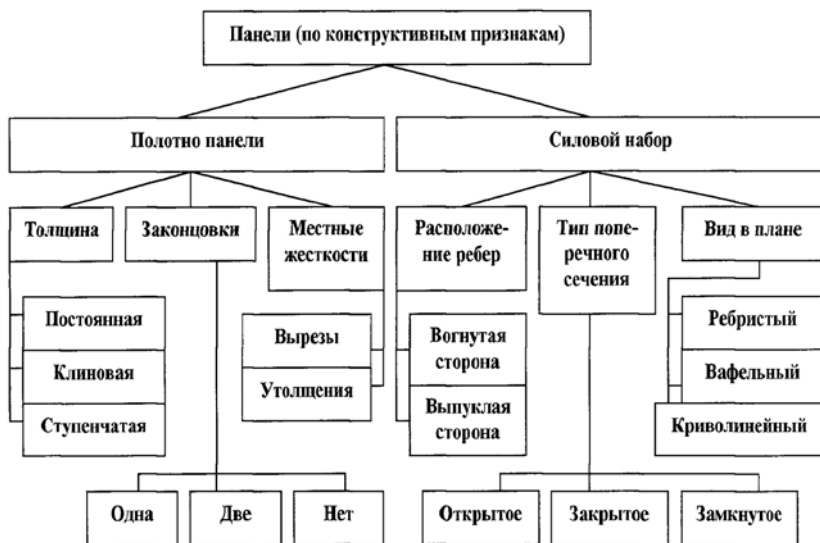 Панели (по конструктивным признакам)
Полотно панели
Силовой набор
Толщина
Законцовки
Местные
жесткости
Расположе-
ние ребер
Тип попе-
речного
сечения
Вид в плане
Постоянная
Клиновая
Ступенчатая
Вырезы
Утолщения
Вогнутая
сторона
Выпуклая
сторона
Ребристый
Вафельный
Криволинейный
Одна
Две
Нет
Открытое
Закрытое
Замкнутое